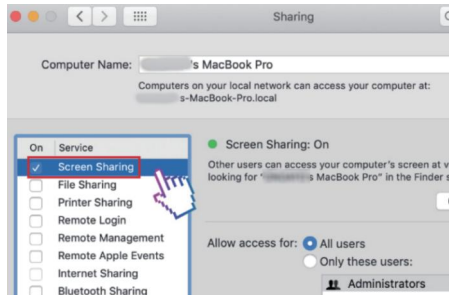 Sharing
Computer Name: 's MacBook Pro
Computers on your local network can access your computer at:
s-MacBook-Pro.local
On Service
Screen Sharing
File Sharing
Printer Sharing
Remote Login
Remote Management
Remote Apple Events
Internet Sharing
Bluetooth Sharing
Screen Sharing: On
Other users can access your computer's screen at v
looking for " s MacBook Pro" in the Finder s
Allow access for: All users
Only these users:
Administrators